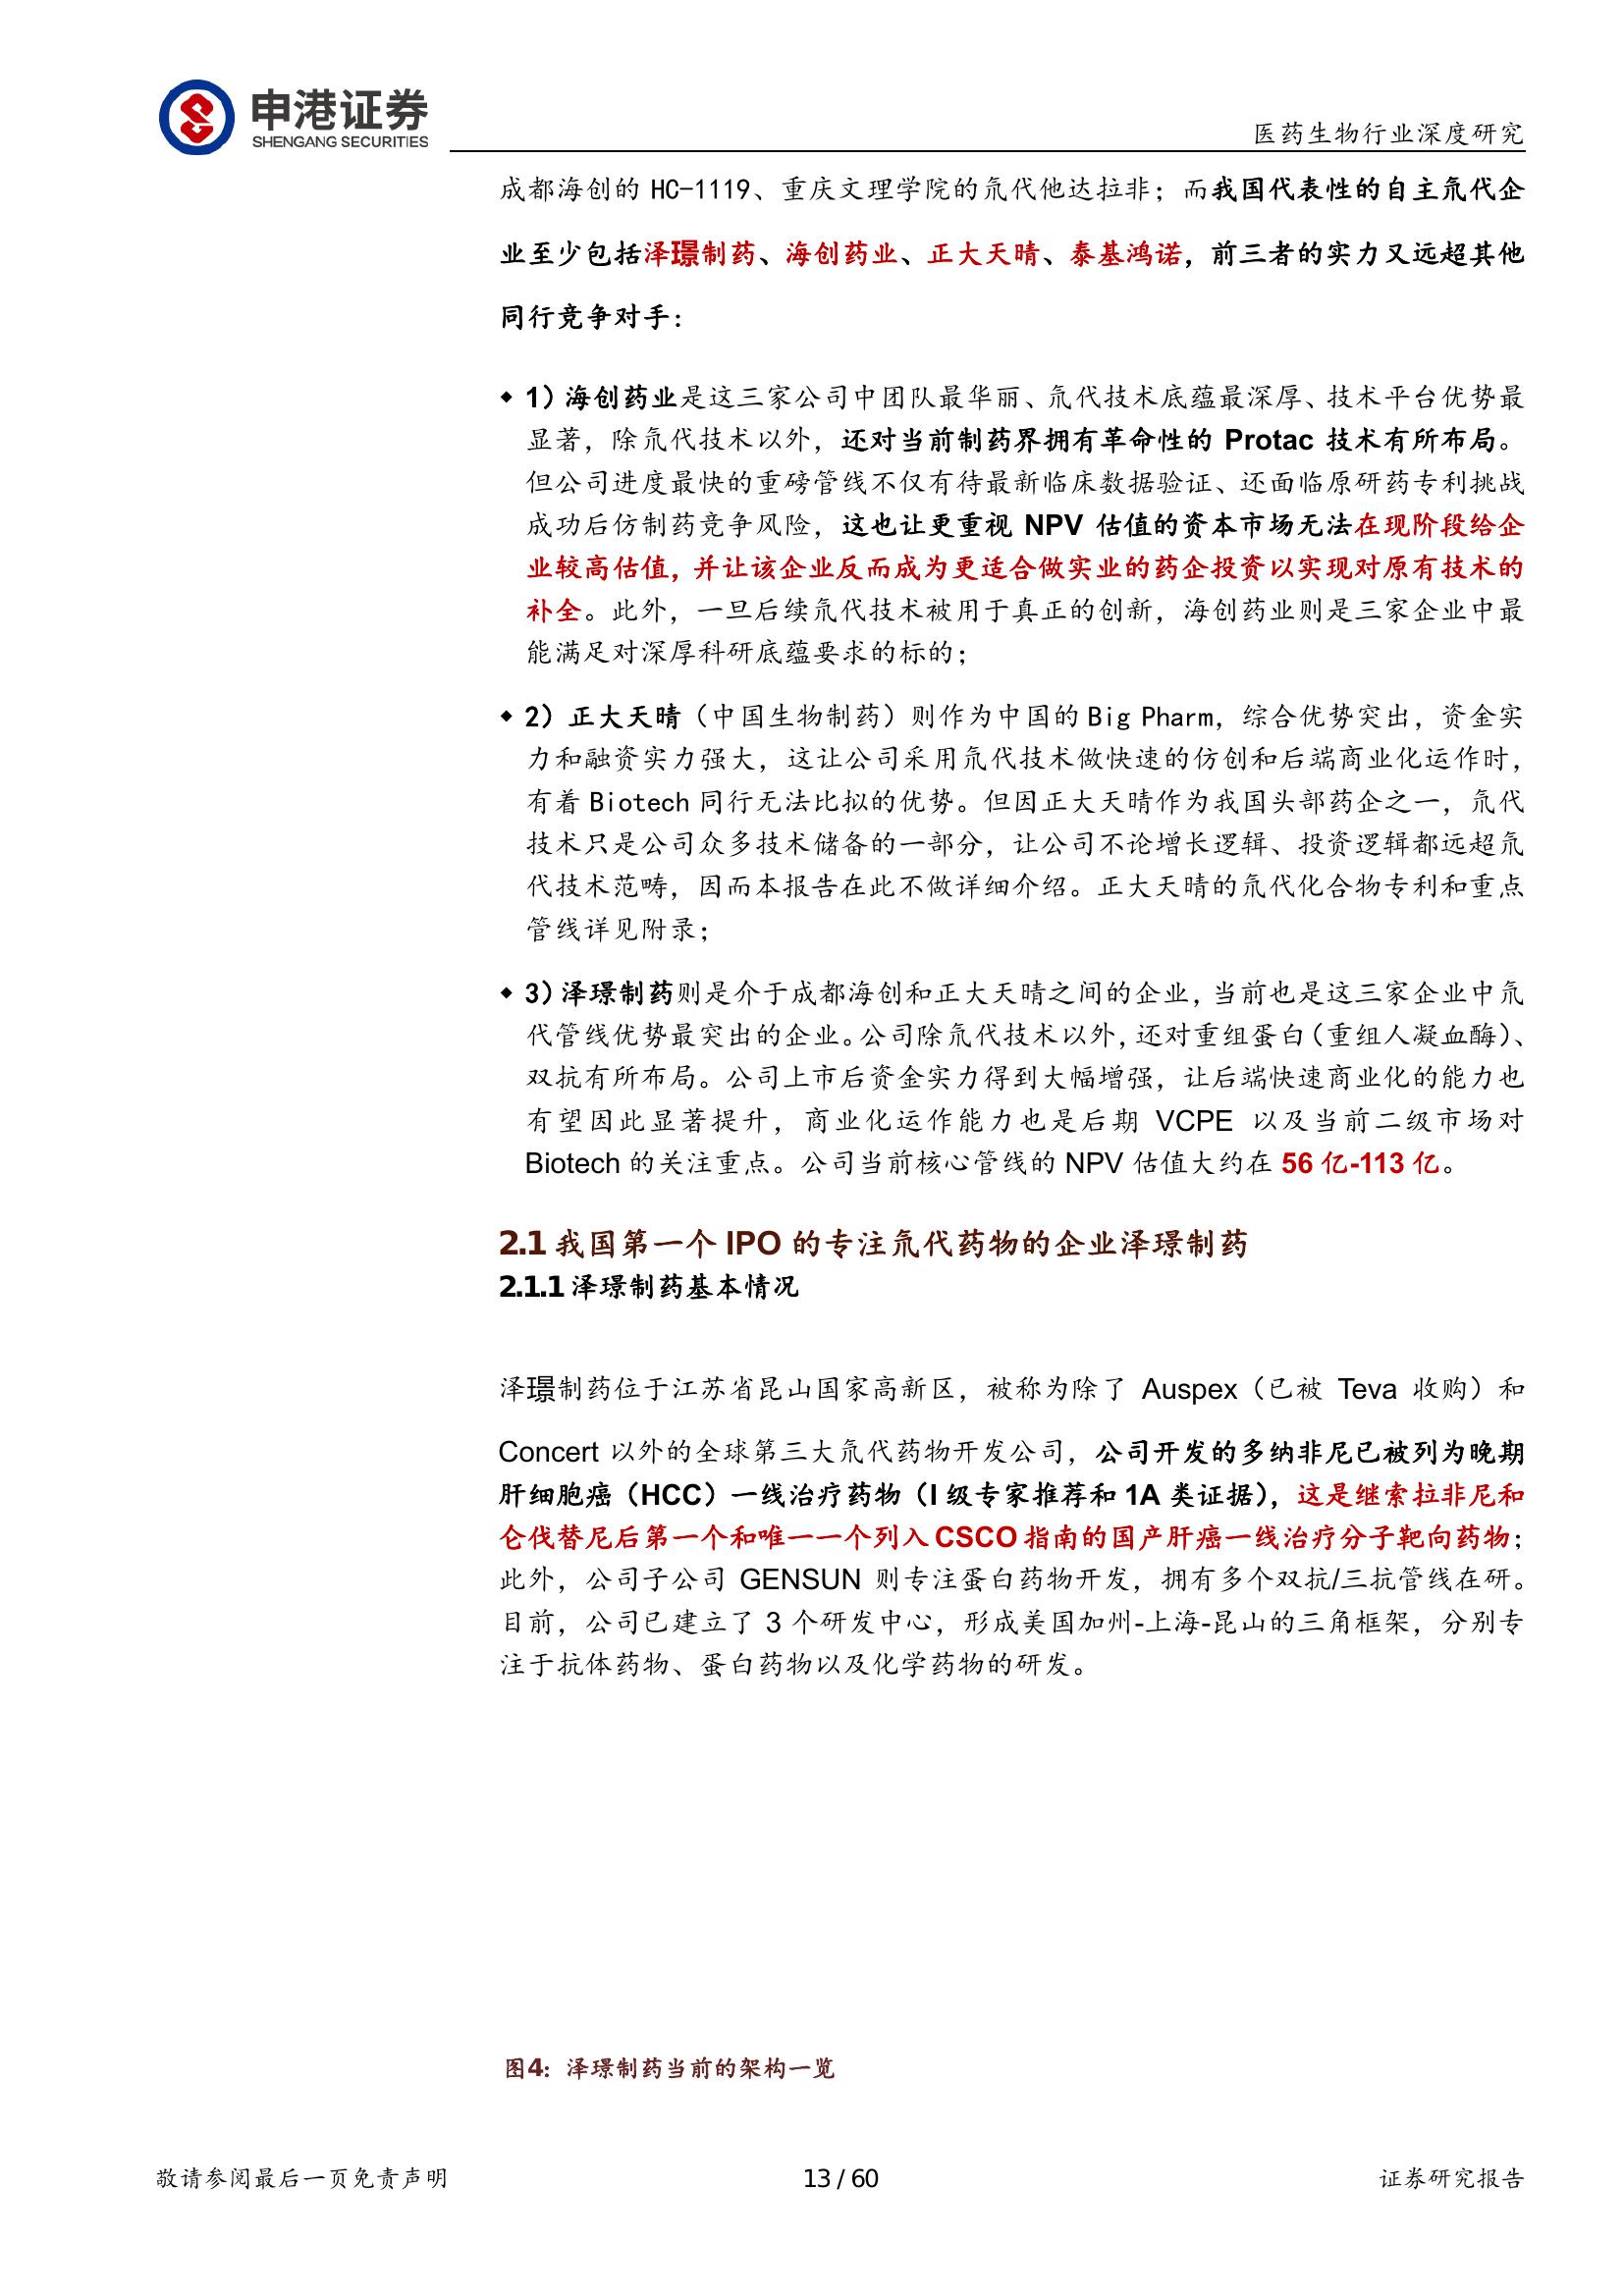 申港证券
SHENGANG SECURITIES
医药生物行业深度研究
成都海创的 HC-1119、重庆文理学院的氘代他达拉非；而我国代表性的自主氘代企
业至少包括泽璟制药、海创药业、正大天晴、泰基鸿诺，前三者的实力又远超其他
同行竞争对手：
◆ 1）海创药业是这三家公司中团队最华丽、氘代技术底蕴最深厚、技术平台优势最
显著，除氘代技术以外，还对当前制药界拥有革命性的 Protac 技术有所布局。
但公司进度最快的重磅管线不仅有待最新临床数据验证、还面临原研药专利挑战
成功后仿制药竞争风险，这也让更重视 NPV 估值的资本市场无法在现阶段给企
业较高估值，并让该企业反而成为更适合做实业的药企投资以实现对原有技术的
补全。此外，一旦后续氘代技术被用于真正的创新，海创药业则是三家企业中最
能满足对深厚科研底蕴要求的标的；
◆ 2）正大天晴（中国生物制药）则作为中国的 Big Pharm，综合优势突出，资金实
力和融资实力强大，这让公司采用氘代技术做快速的仿创和后端商业化运作时，
有着 Biotech 同行无法比拟的优势。但因正大天晴作为我国头部药企之一，氘代
技术只是公司众多技术储备的一部分，让公司不论增长逻辑、投资逻辑都远超氘
代技术范畴，因而本报告在此不做详细介绍。正大天晴的氘代化合物专利和重点
管线详见附录；
◆ 3）泽璟制药则是介于成都海创和正大天晴之间的企业，当前也是这三家企业中氘
代管线优势最突出的企业。公司除氘代技术以外，还对重组蛋白（重组人凝血酶）、
双抗有所布局。公司上市后资金实力得到大幅增强，让后端快速商业化的能力也
有望因此显著提升，商业化运作能力也是后期 VCPE 以及当前二级市场对
Biotech 的关注重点。公司当前核心管线的 NPV 估值大约在 56 亿-113 亿。
2.1 我国第一个 IPO 的专注氘代药物的企业泽璟制药
2.1.1 泽璟制药基本情况
泽璟制药位于江苏省昆山国家高新区，被称为除了 Auspex（已被 Teva 收购）和
Concert 以外的全球第三大氘代药物开发公司，公司开发的多纳非尼已被列为晚期
肝细胞癌（HCC）一线治疗药物（I 级专家推荐和 1A 类证据），这是继索拉非尼和
仑伐替尼后第一个和唯一一个列入 CSCO 指南的国产肝癌一线治疗分子靶向药物；
此外，公司子公司 GENSUN 则专注蛋白药物开发，拥有多个双抗/三抗管线在研。
目前，公司已建立了 3 个研发中心，形成美国加州-上海-昆山的三角框架，分别专
注于抗体药物、蛋白药物以及化学药物的研发。
图4：泽璟制药当前的架构一览
敬请参阅最后一页免责声明
13 / 60
证券研究报告